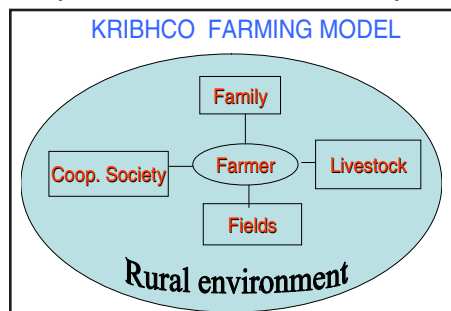 KRIBHCO FARMING MODEL
Family
Coop. Society
Farmer
Livestock
Fields
Rural environment